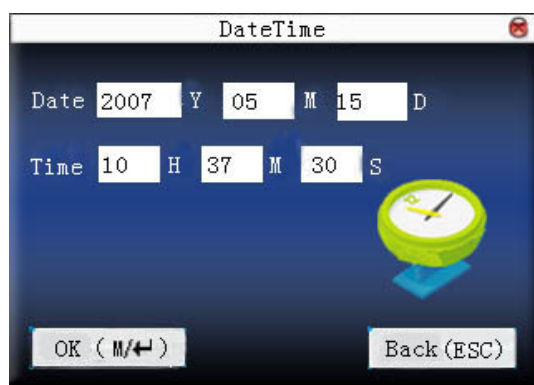 DateTime
Date 2007 Y 05 M 15 D
Time 10 H 37 M 30 S
OK (M/↵) Back(ESC)